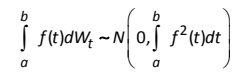 ∫_a^b f(t)dW_t ~ N(0, ∫_a^b f²(t)dt)